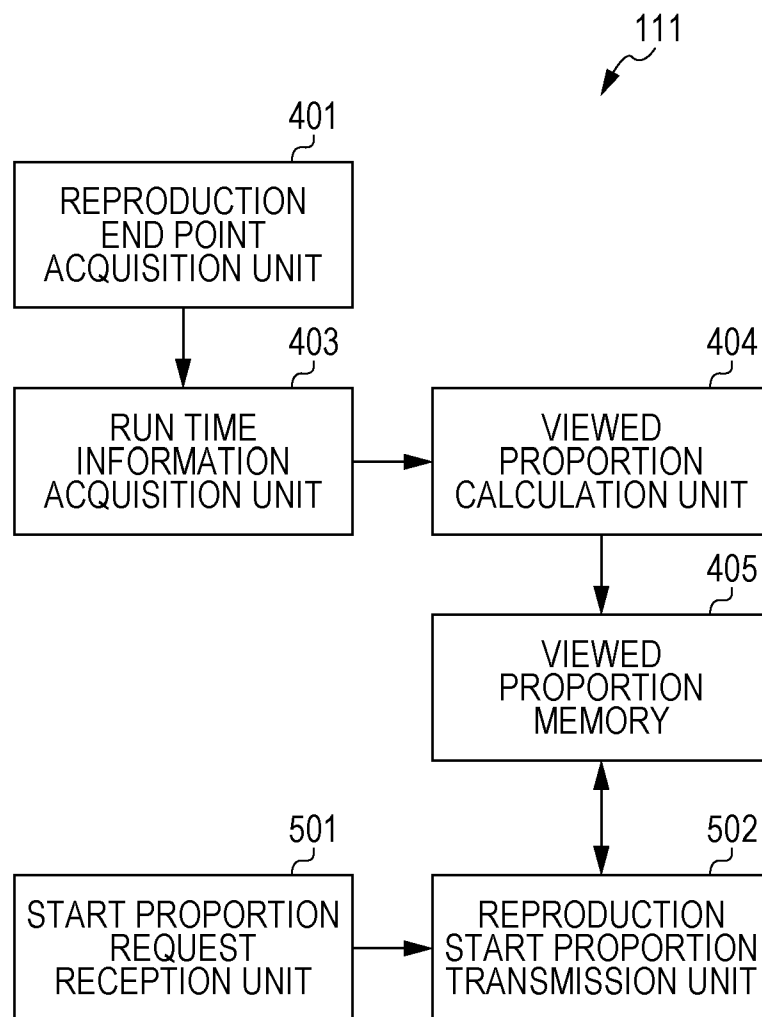 111
401
REPRODUCTION
END POINT
ACQUISITION UNIT
403
RUN TIME
INFORMATION
ACQUISITION UNIT
404
VIEWED
PROPORTION
CALCULATION UNIT
405
VIEWED
PROPORTION
MEMORY
501
START PROPORTION
REQUEST
RECEPTION UNIT
502
REPRODUCTION
START PROPORTION
TRANSMISSION UNIT